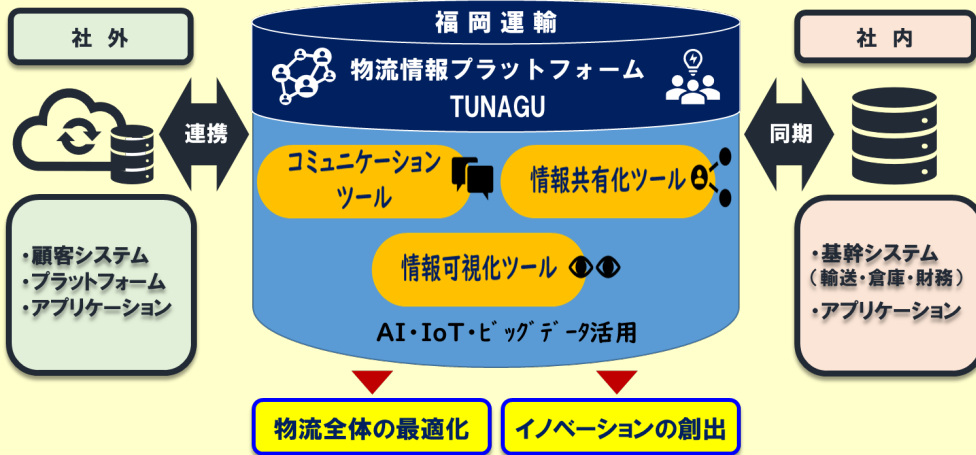 社外
連携
・顧客システム
・プラットフォーム
・アプリケーション
福岡運輸
物流情報プラットフォーム
TUNAGU
コミュニケーション
ツール
情報共有化ツール
情報可視化ツール
AI・IoT・ビッグデータ活用
物流全体の最適化
イノベーションの創出
社内
同期
・基幹システム
（輸送・倉庫・財務）
・アプリケーション